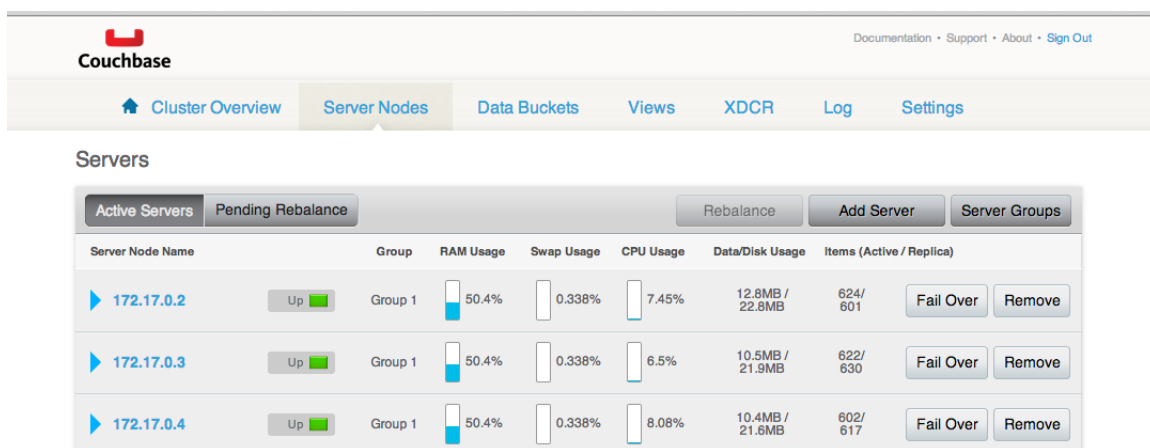 Couchbase
Documentation • Support • About • Sign Out
Cluster Overview Server Nodes Data Buckets Views XDCR Log Settings
Servers
Active Servers Pending Rebalance Rebalance Add Server Server Groups
Server Node Name Group RAM Usage Swap Usage CPU Usage Data/Disk Usage Items (Active / Replica)
172.17.0.2 Up Group 1 50.4% 0.338% 7.45% 12.8MB / 22.8MB 624/ 601 Fail Over Remove
172.17.0.3 Up Group 1 50.4% 0.338% 6.5% 10.5MB / 21.9MB 622/ 630 Fail Over Remove
172.17.0.4 Up Group 1 50.4% 0.338% 8.08% 10.4MB / 21.6MB 602/ 617 Fail Over Remove